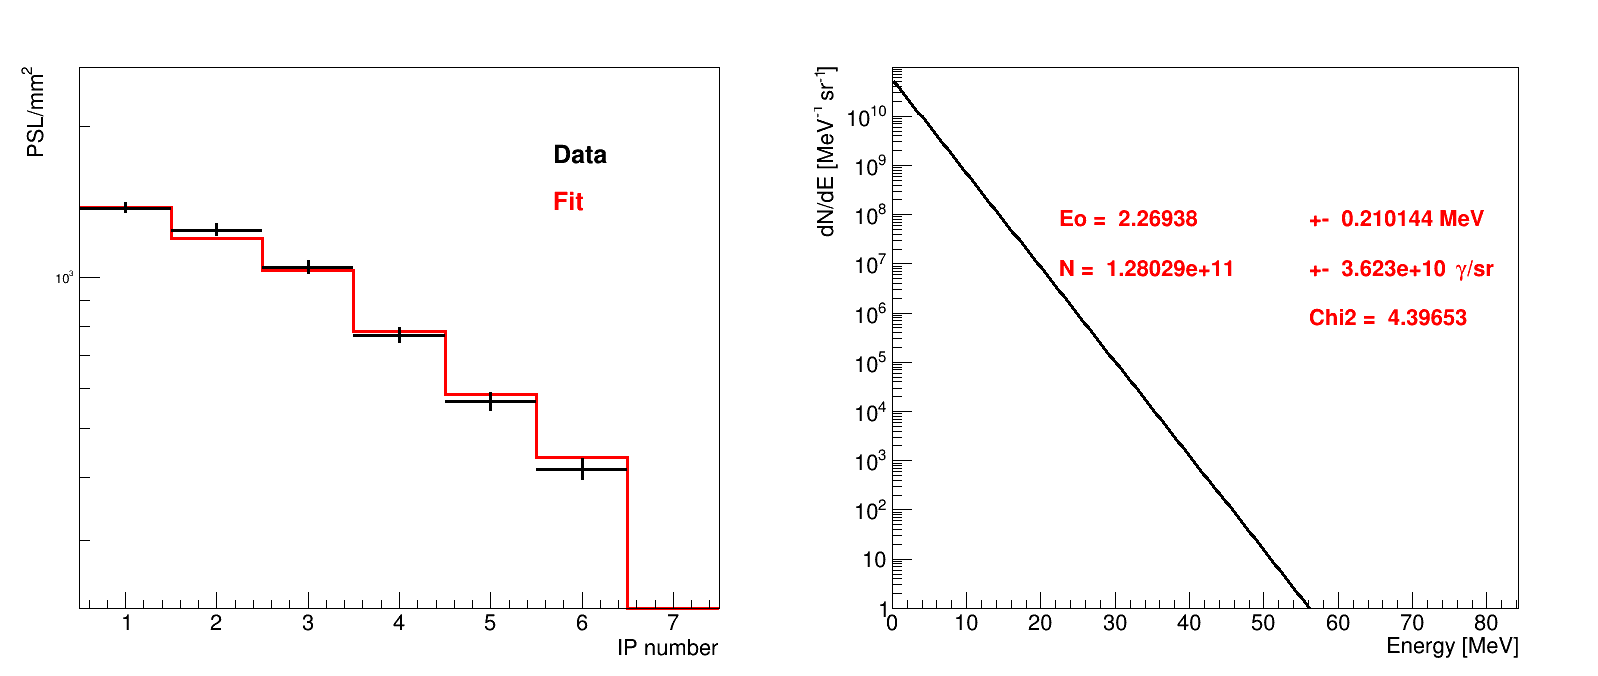 PSL/mm²
10³
Data
Fit
1 2 3 4 5 6 7
IP number
dN/dE [MeV⁻¹ sr⁻¹]
10¹⁰
10⁹
10⁸
10⁷
10⁶
10⁵
10⁴
10³
10²
10
1
Eo = 2.26938 +- 0.210144 MeV
N = 1.28029e+11 +- 3.623e+10 γ/sr
Chi2 = 4.39653
0 10 20 30 40 50 60 70 80
Energy [MeV]